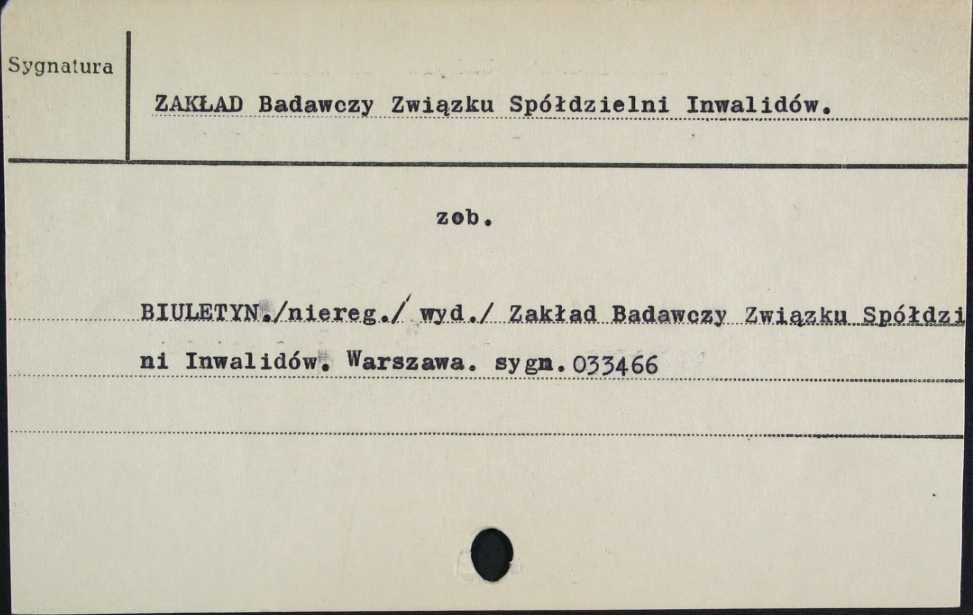 Sygnatura
ZAKŁAD Badawczy Związku Spółdzielni Inwalidów.
zob.
BIULETYN./niereg./ wyd./ Zakład Badawczy Związku Spółdzi
ni Inwalidów. Warszawa. sygn.033466